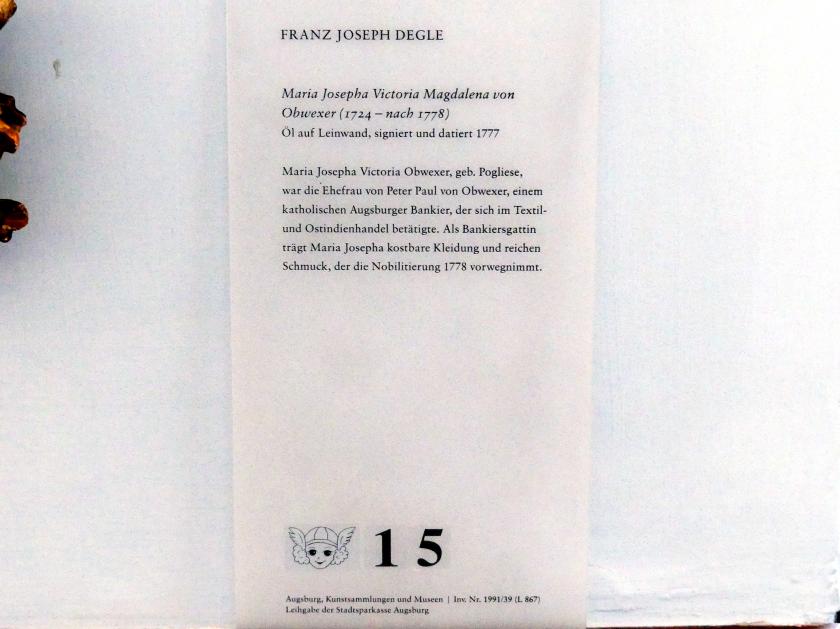 FRANZ JOSEPH DEGLE
Maria Josepha Victoria Magdalena von
Obwexer (1724 – nach 1778)
Öl auf Leinwand, signiert und datiert 1777
Maria Josepha Victoria Obwexer, geb. Pogliese,
war die Ehefrau von Peter Paul von Obwexer, einem
katholischen Augsburger Bankier, der sich im Textil-
und Ostindienhandel betätigte. Als Bankiersgattin
trägt Maria Josepha kostbare Kleidung und reichen
Schmuck, der die Nobilitierung 1778 vorwegnimmt.
15
Augsburg, Kunstsammlungen und Museen | Inv. Nr. 1991/39 (L 867)
Leihgabe der Stadtsparkasse Augsburg